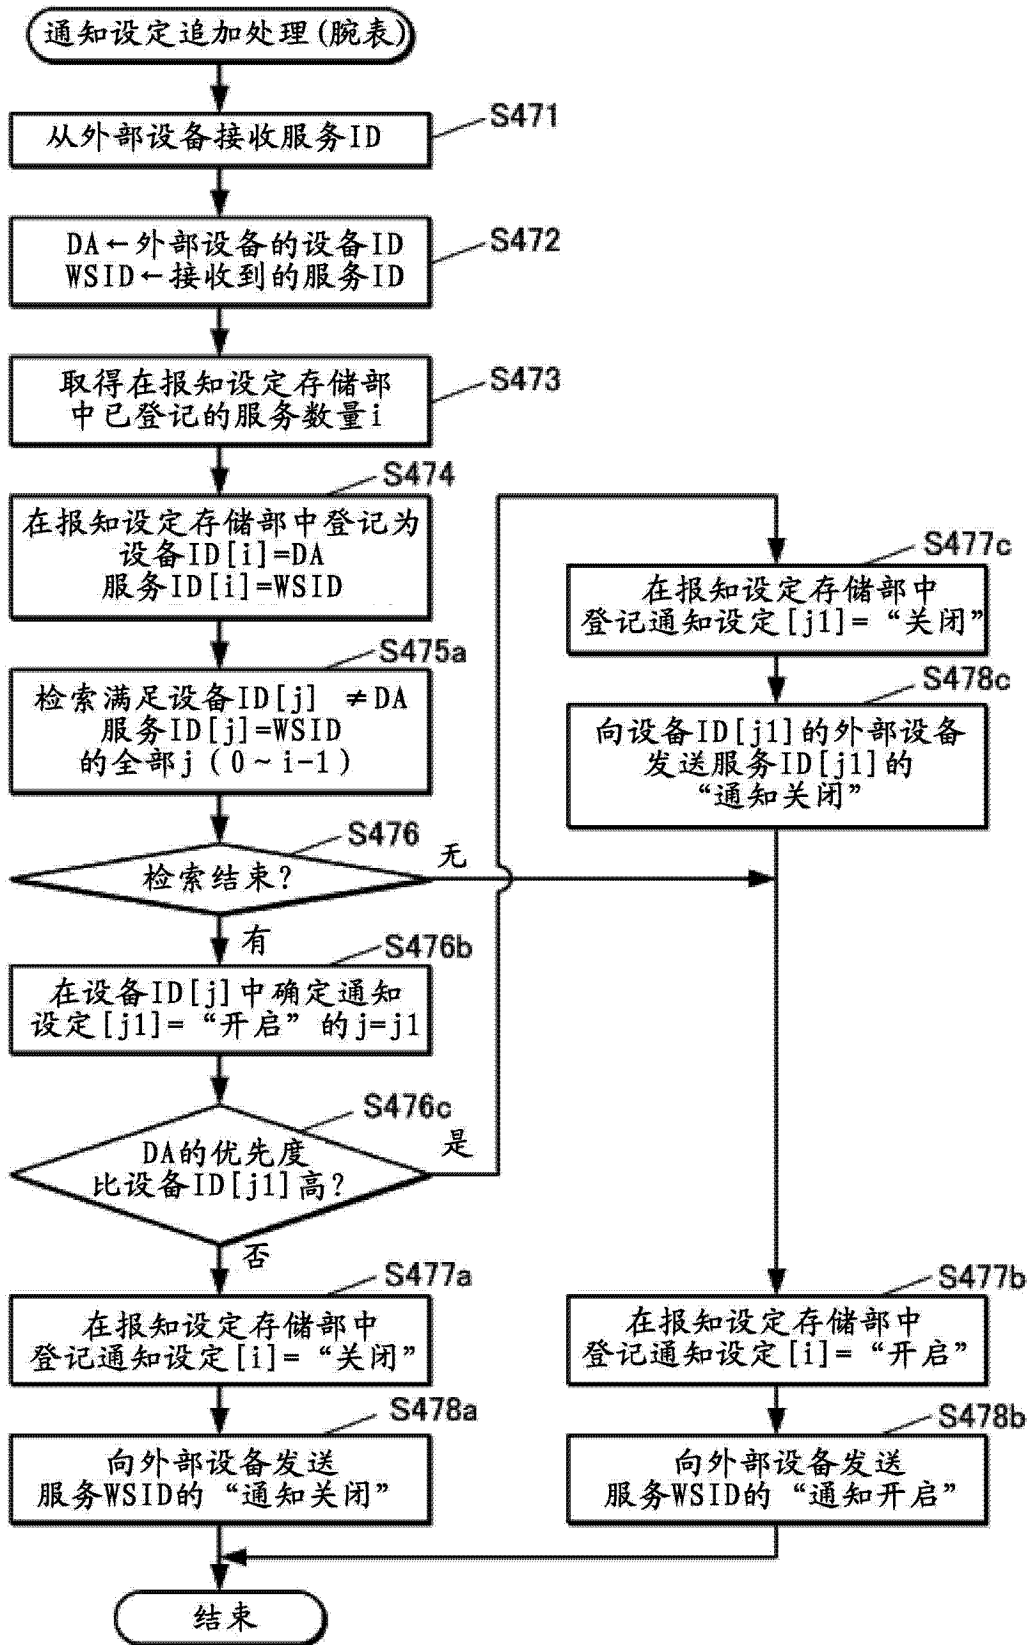 通知设定追加处理(腕表)
S471
从外部设备接收服务ID
S472
DA←外部设备的设备ID
WSID←接收到的服务ID
S473
取得在报知设定存储部
中已登记的服务数量i
S474
在报知设定存储部中登记为
设备ID[i]=DA
服务ID[i]=WSID
S475a
检索满足设备ID[j] ≠DA
服务ID[j]=WSID
的全部j(0~i-1)
S476
检索结束?
无
有
S476b
在设备ID[j]中确定通知
设定[j1]=“开启”的j=j1
S476c
DA的优先度
比设备ID[j1]高?
是
否
S477a
在报知设定存储部中
登记通知设定[i]=“关闭”
S478a
向外部设备发送
服务WSID的“通知关闭”
S477c
在报知设定存储部中
登记通知设定[j1]=“关闭”
S478c
向设备ID[j1]的外部设备
发送服务ID[j1]的
“通知关闭”
S477b
在报知设定存储部中
登记通知设定[i]=“开启”
S478b
向外部设备发送
服务WSID的“通知开启”
结束